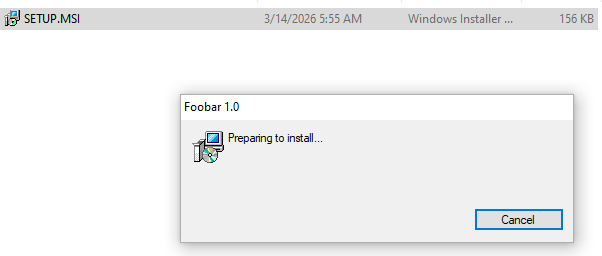 SETUP.MSI 3/14/2026 5:55 AM Windows Installer ... 156 KB
Foobar 1.0
Preparing to install...
Cancel